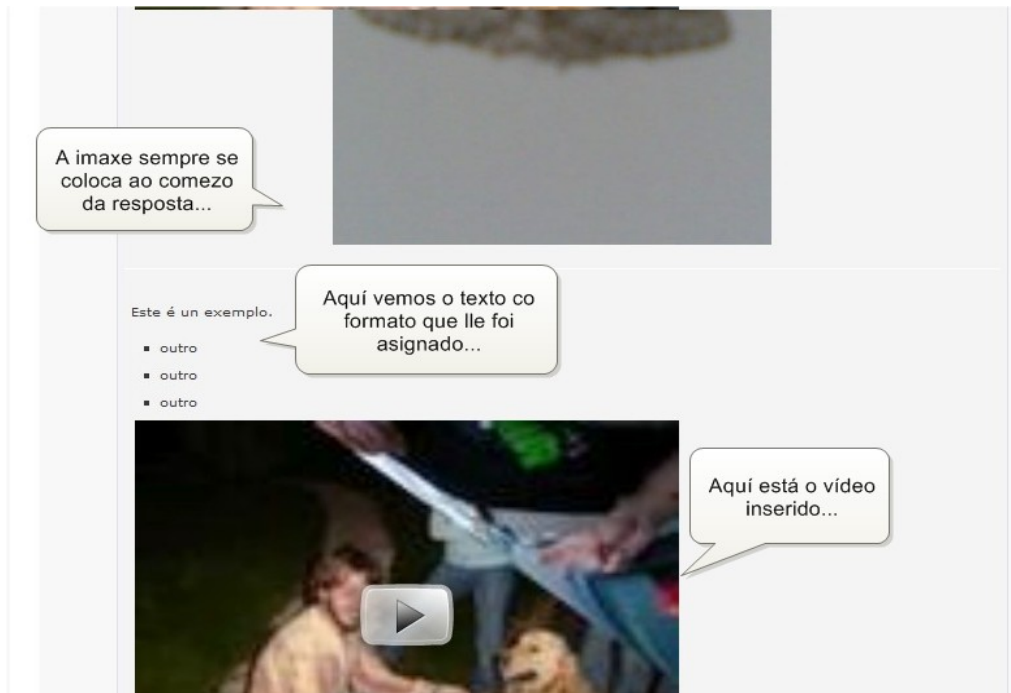 A imaxe sempre se
coloca ao comezo
da resposta...
Aquí vemos o texto co
formato que lle foi
asignado...
Este é un exemplo.
outro
outro
outro
Aquí está o vídeo
inserido...